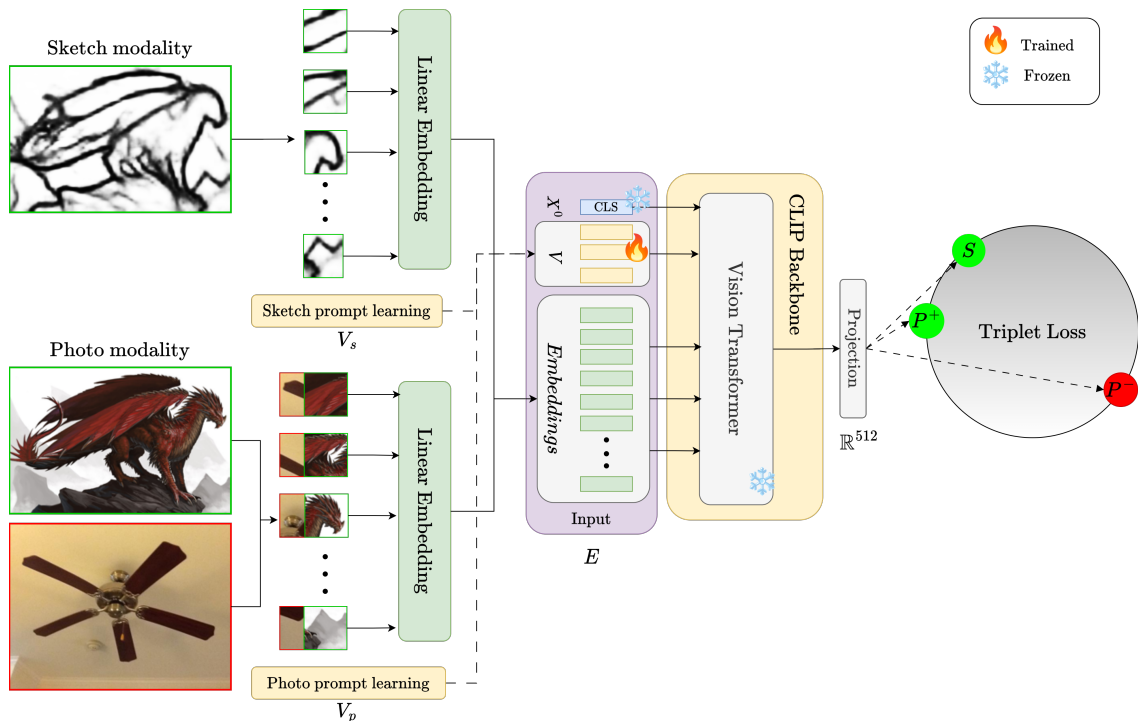 Sketch modality
Linear Embedding
Sketch prompt learning
V_s
Photo modality
Linear Embedding
Photo prompt learning
V_p
X^0
CLS
V
Embeddings
Input
E
Vision Transformer
CLIP Backbone
Projection
ℝ^512
S
P^+
P^-
Triplet Loss
Trained
Frozen